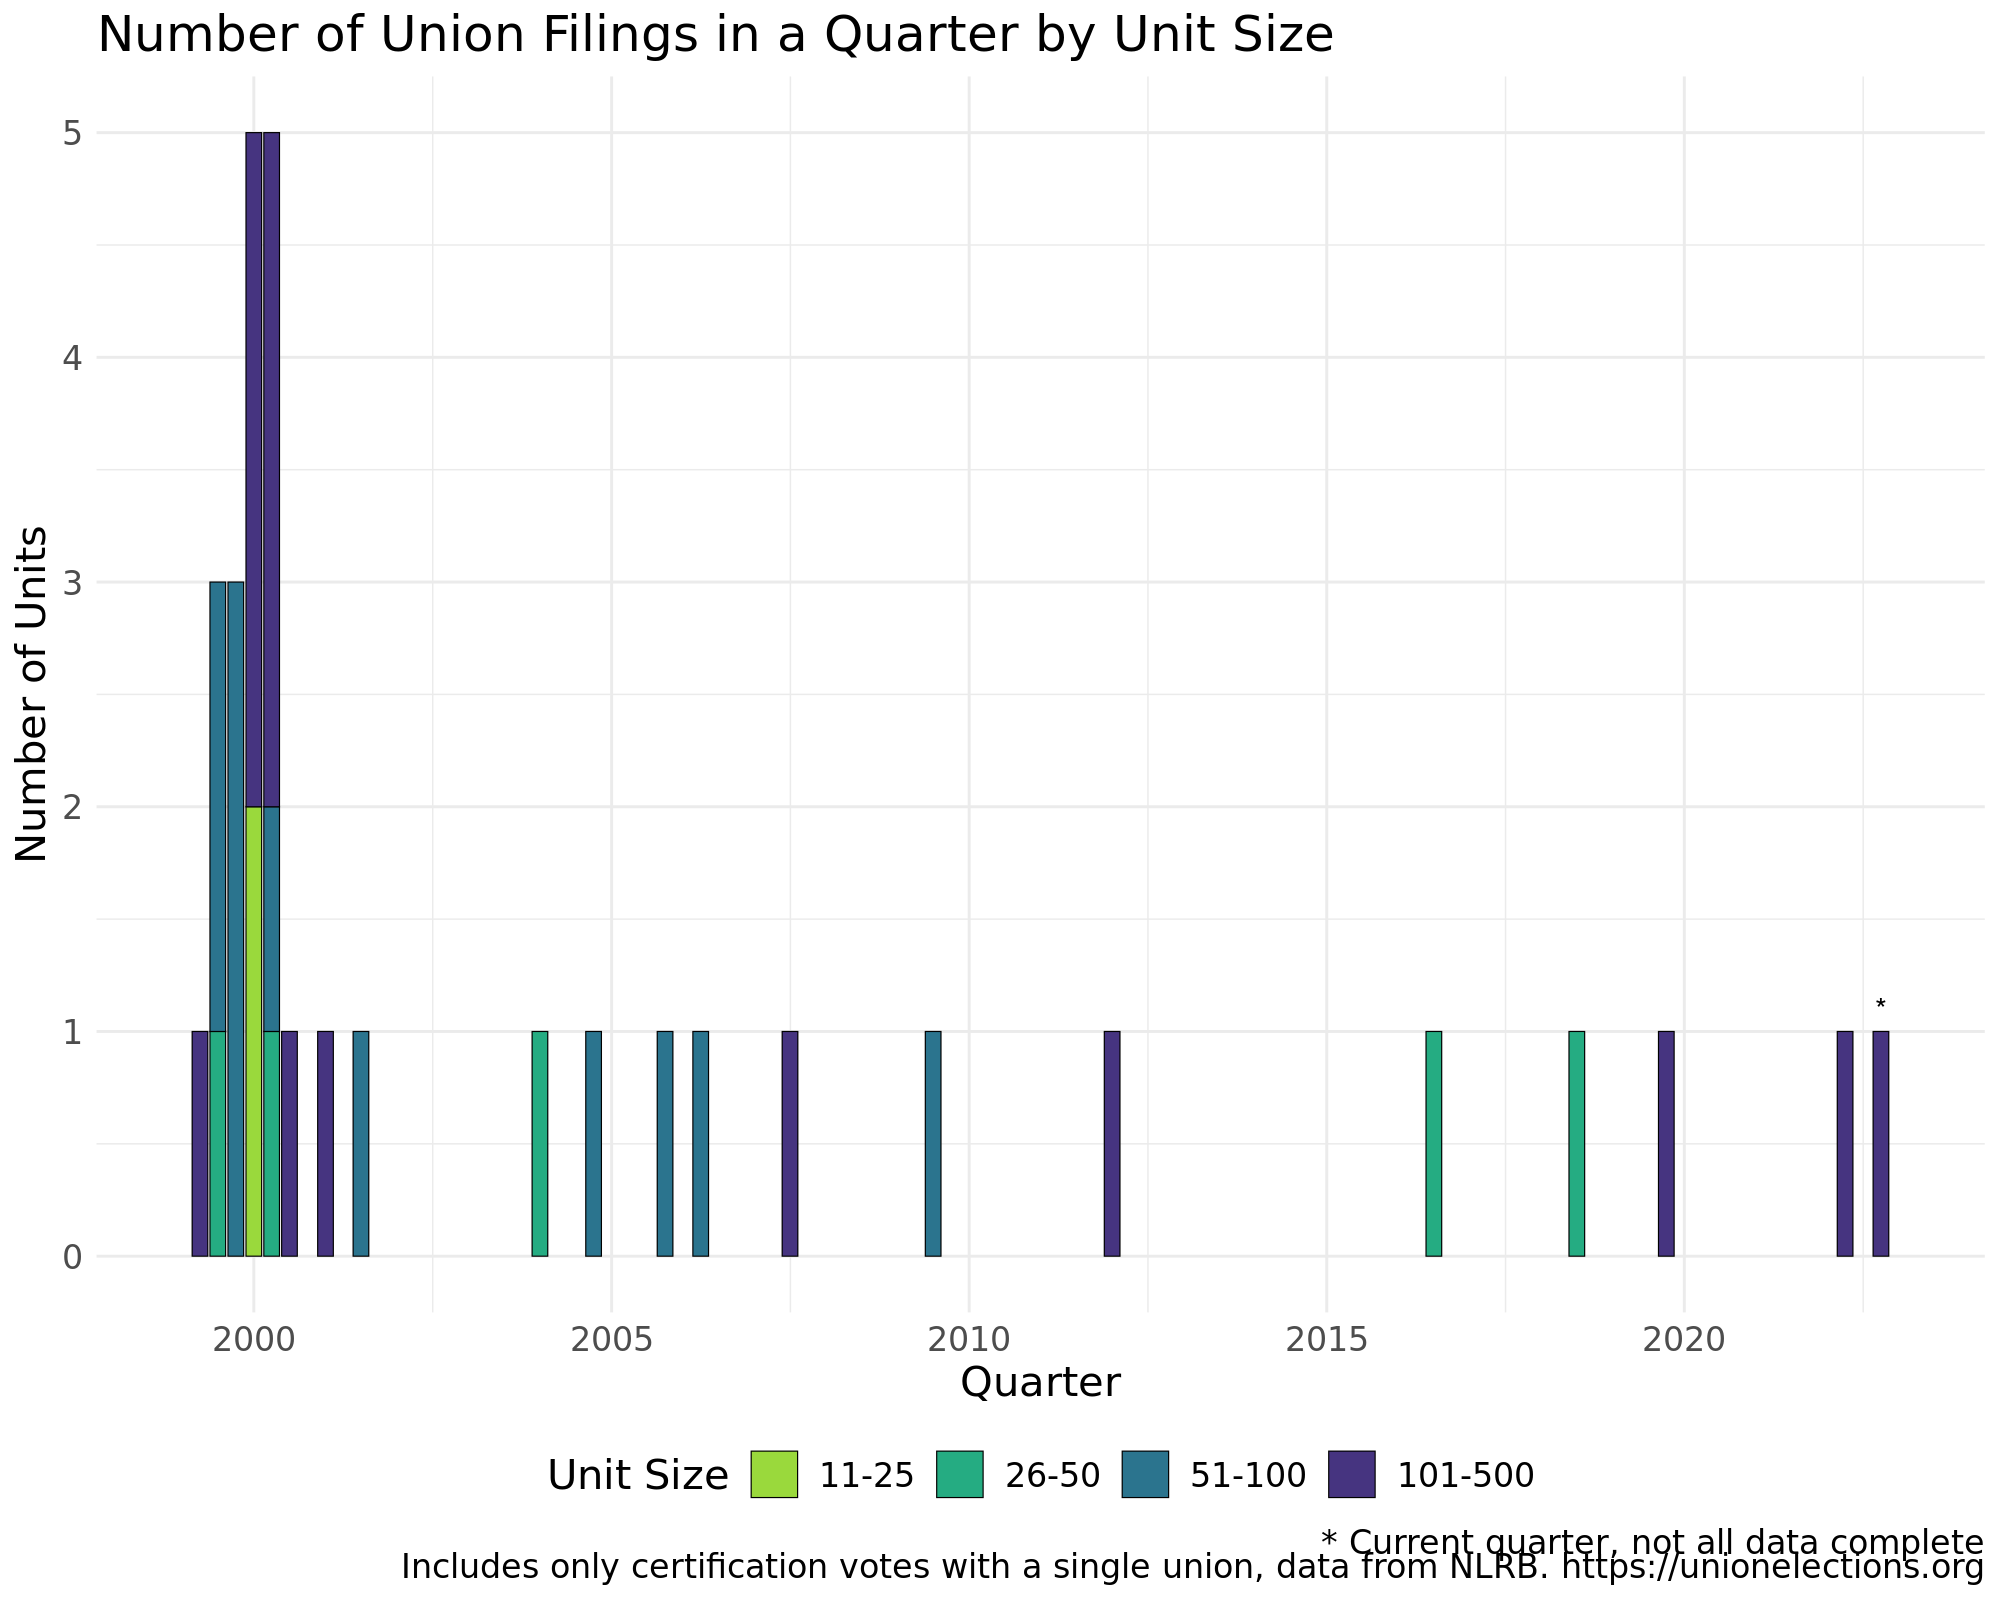 Number of Union Filings in a Quarter by Unit Size
Number of Units
5
4
3
2
1
0
*
2000 2005 2010 2015 2020
Quarter
Unit Size 11-25 26-50 51-100 101-500
* Current quarter, not all data complete
Includes only certification votes with a single union, data from NLRB. https://unionelections.org